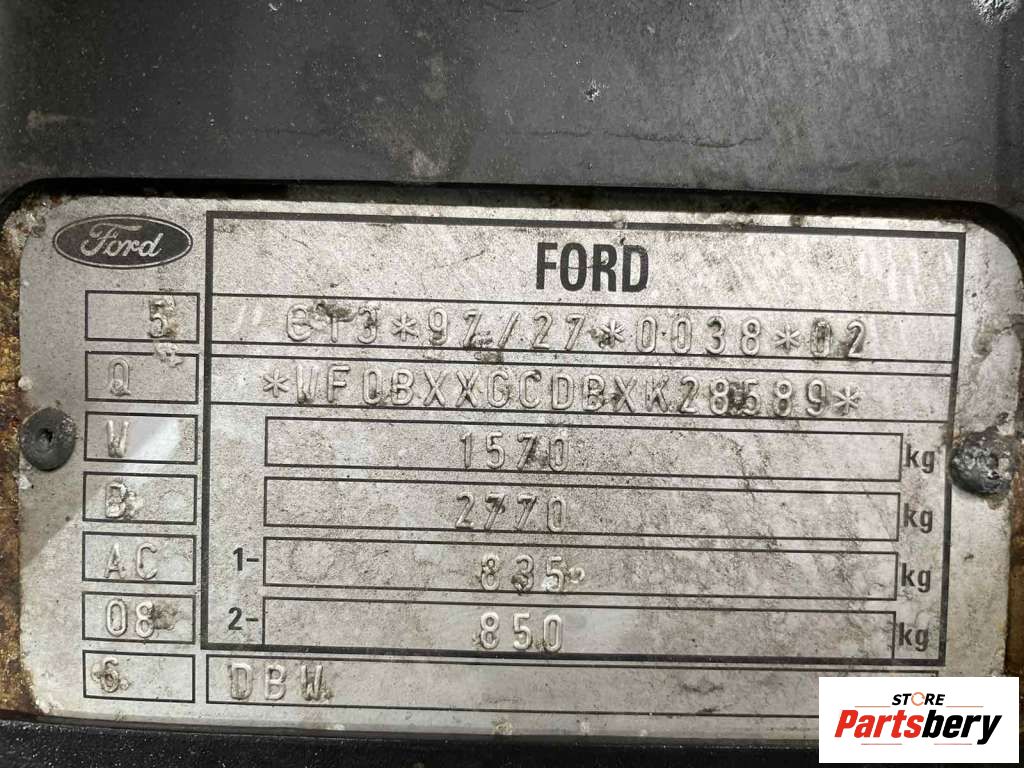 Ford
FORD
5 e13*97/27*0038*02
Q *WF0BXXGCDBXK28589*
W 1570 kg
B 2770 kg
AC 1- 835 kg
08 2- 850 kg
6 DBW
STORE
Partsbery